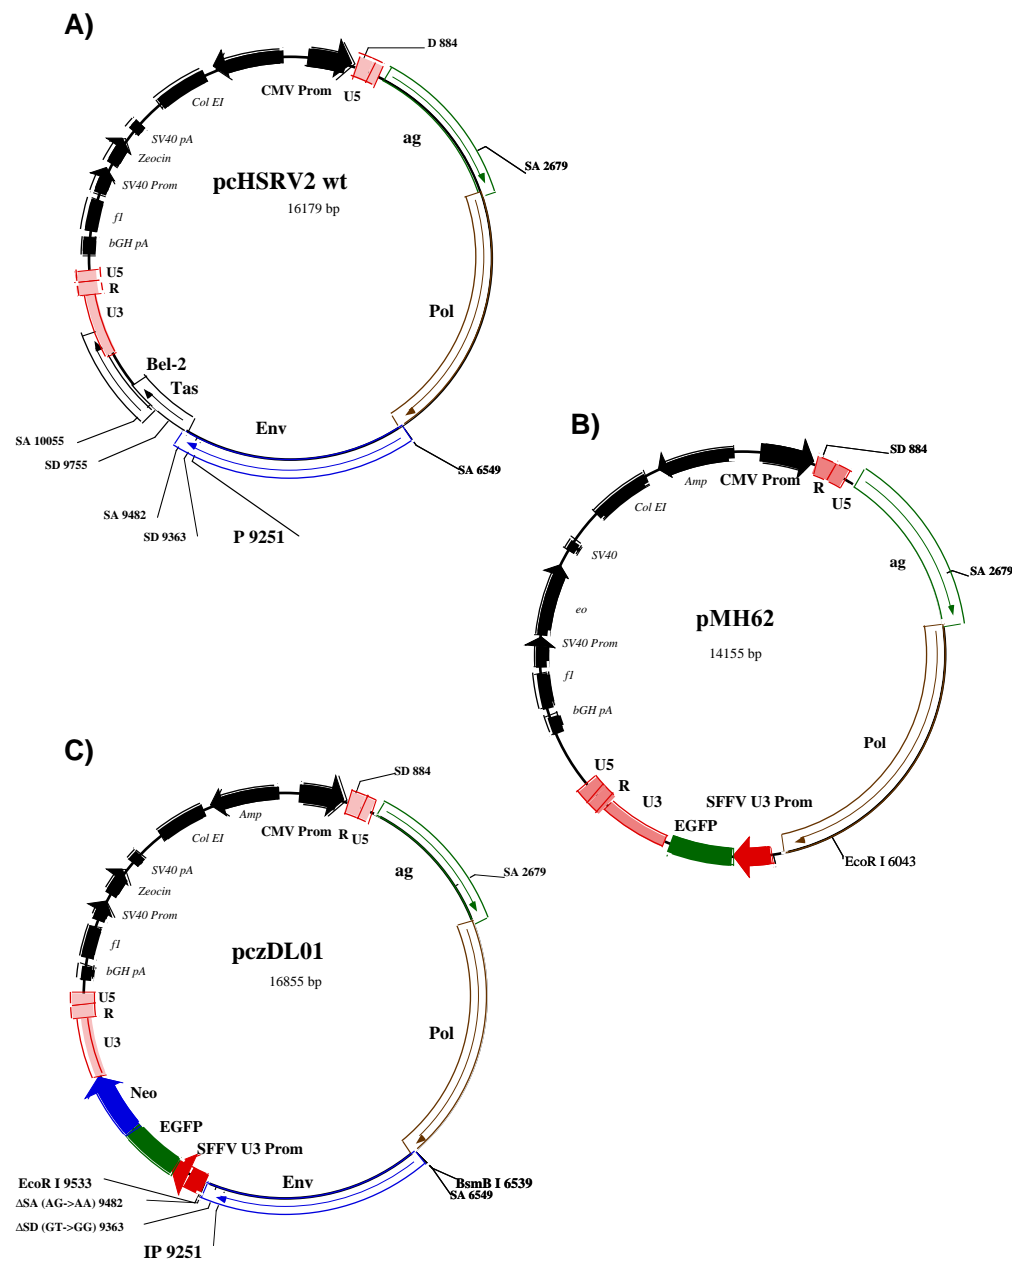 A)
D 884
CMV Prom
U5
Col EI
ag
SV40 pA
Zeocin
SA 2679
pcHSRV2 wt
SV40 Prom
16179 bp
f1
bGH pA
U5
R
U3
Pol
Bel-2
Tas
Env
SA 10055
SD 9755
SA 6549
SA 9482
SD 9363
P 9251
B)
SD 884
Amp
CMV Prom
R
U5
Col EI
SV40
ag
SA 2679
eo
pMH62
SV40 Prom
14155 bp
f1
bGH pA
Pol
U5
R
U3
SFFV U3 Prom
EGFP
EcoR I 6043
C)
SD 884
Amp
CMV Prom
R
U5
Col EI
SV40 pA
ag
SA 2679
Zeocin
SV40 Prom
f1
pczDL01
bGH pA
16855 bp
U5
R
Pol
U3
Neo
EGFP
SFFV U3 Prom
Env
EcoR I 9533
BsmB I 6539
SA 6549
ΔSA (AG->AA) 9482
ΔSD (GT->GG) 9363
IP 9251